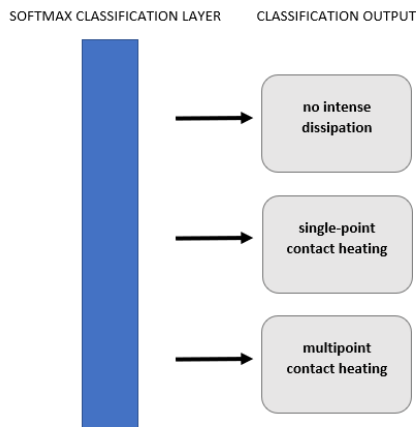 SOFTMAX CLASSIFICATION LAYER
CLASSIFICATION OUTPUT
no intense
dissipation
single-point
contact heating
multipoint
contact heating